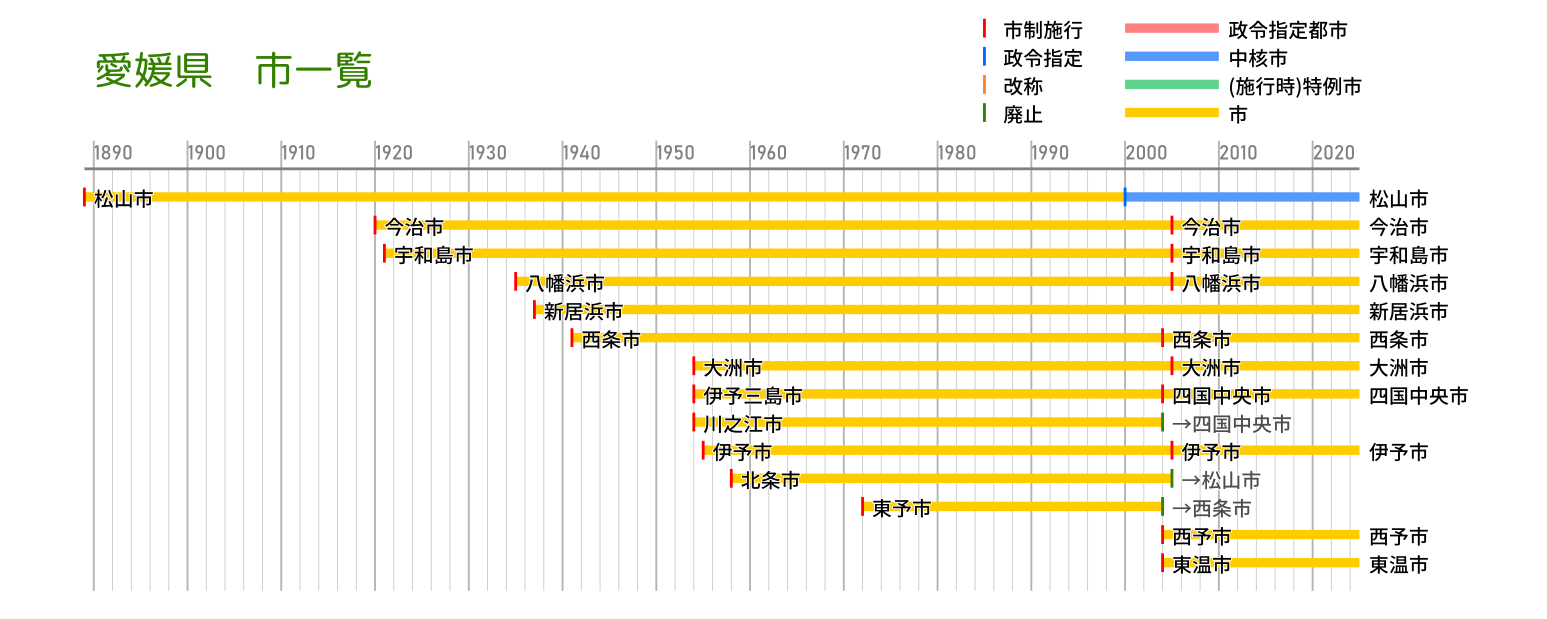 愛媛県　市一覧
市制施行
政令指定
改称
廃止
政令指定都市
中核市
(施行時)特例市
市
1890 1900 1910 1920 1930 1940 1950 1960 1970 1980 1990 2000 2010 2020
松山市 松山市
今治市 今治市 今治市
宇和島市 宇和島市 宇和島市
八幡浜市 八幡浜市 八幡浜市
新居浜市 新居浜市
西条市 西条市 西条市
大洲市 大洲市 大洲市
伊予三島市 四国中央市 四国中央市
川之江市 →四国中央市
伊予市 伊予市 伊予市
北条市 →松山市
東予市 →西条市
西予市 西予市
東温市 東温市